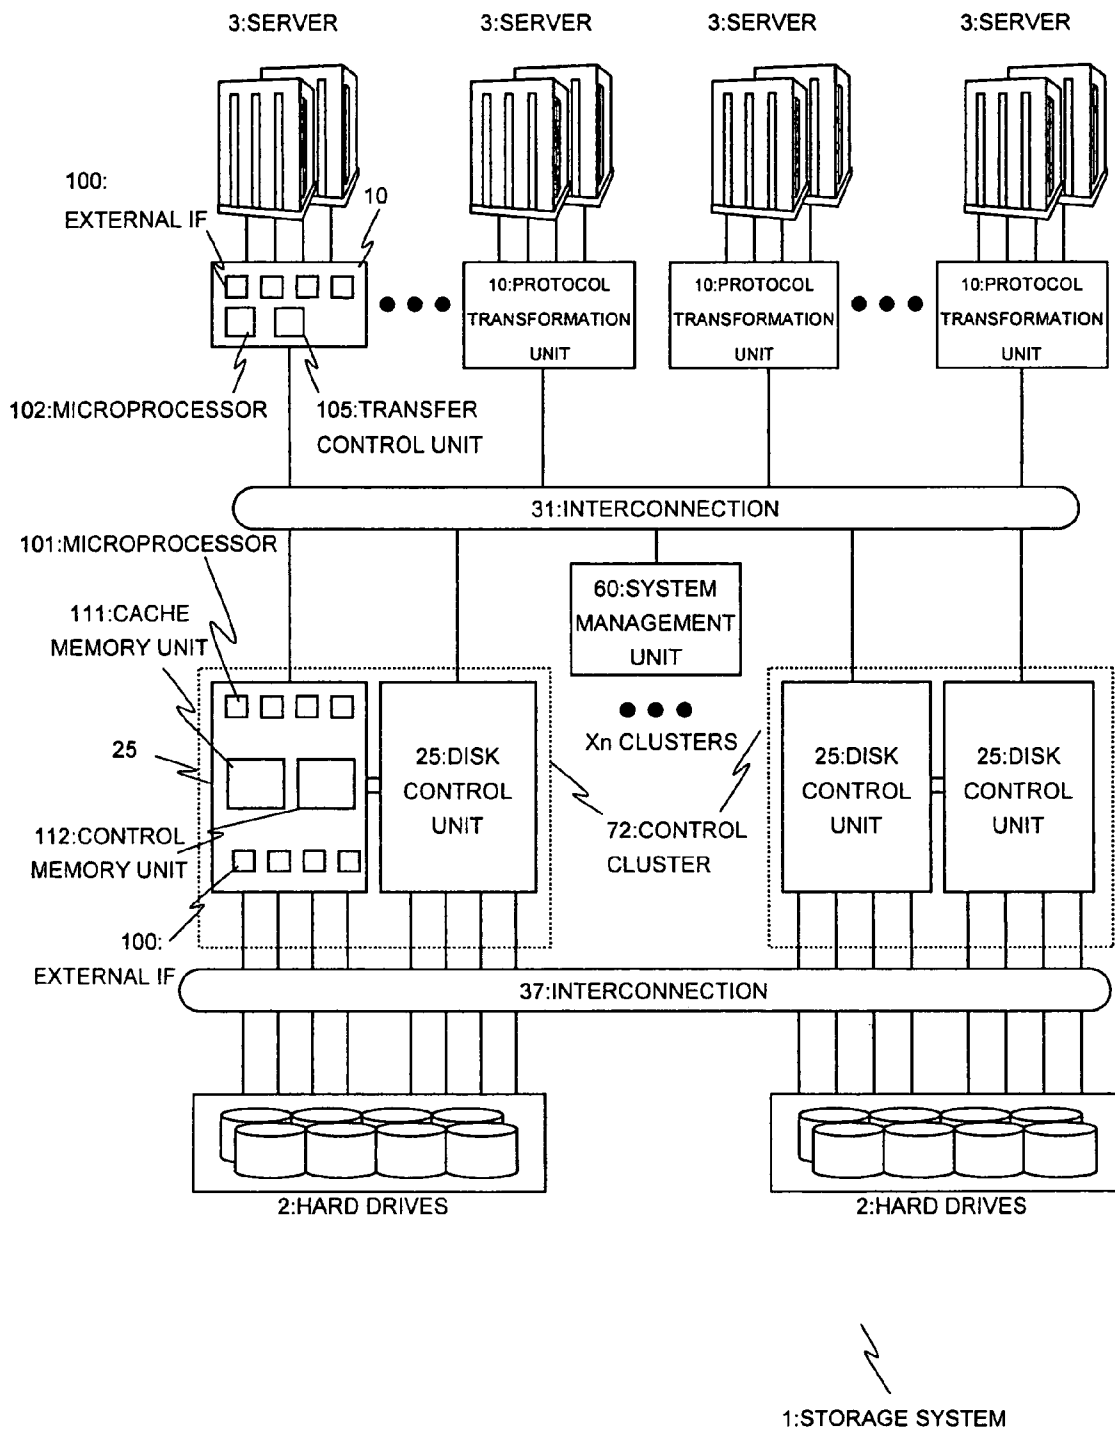 3:SERVER
3:SERVER
3:SERVER
3:SERVER
100:
EXTERNAL IF
10
10:PROTOCOL
TRANSFORMATION
UNIT
10:PROTOCOL
TRANSFORMATION
UNIT
10:PROTOCOL
TRANSFORMATION
UNIT
102:MICROPROCESSOR
105:TRANSFER
CONTROL UNIT
31:INTERCONNECTION
101:MICROPROCESSOR
111:CACHE
MEMORY UNIT
60:SYSTEM
MANAGEMENT
UNIT
Xn CLUSTERS
25
25:DISK
CONTROL
UNIT
25:DISK
CONTROL
UNIT
25:DISK
CONTROL
UNIT
112:CONTROL
MEMORY UNIT
72:CONTROL
CLUSTER
100:
EXTERNAL IF
37:INTERCONNECTION
2:HARD DRIVES
2:HARD DRIVES
1:STORAGE SYSTEM